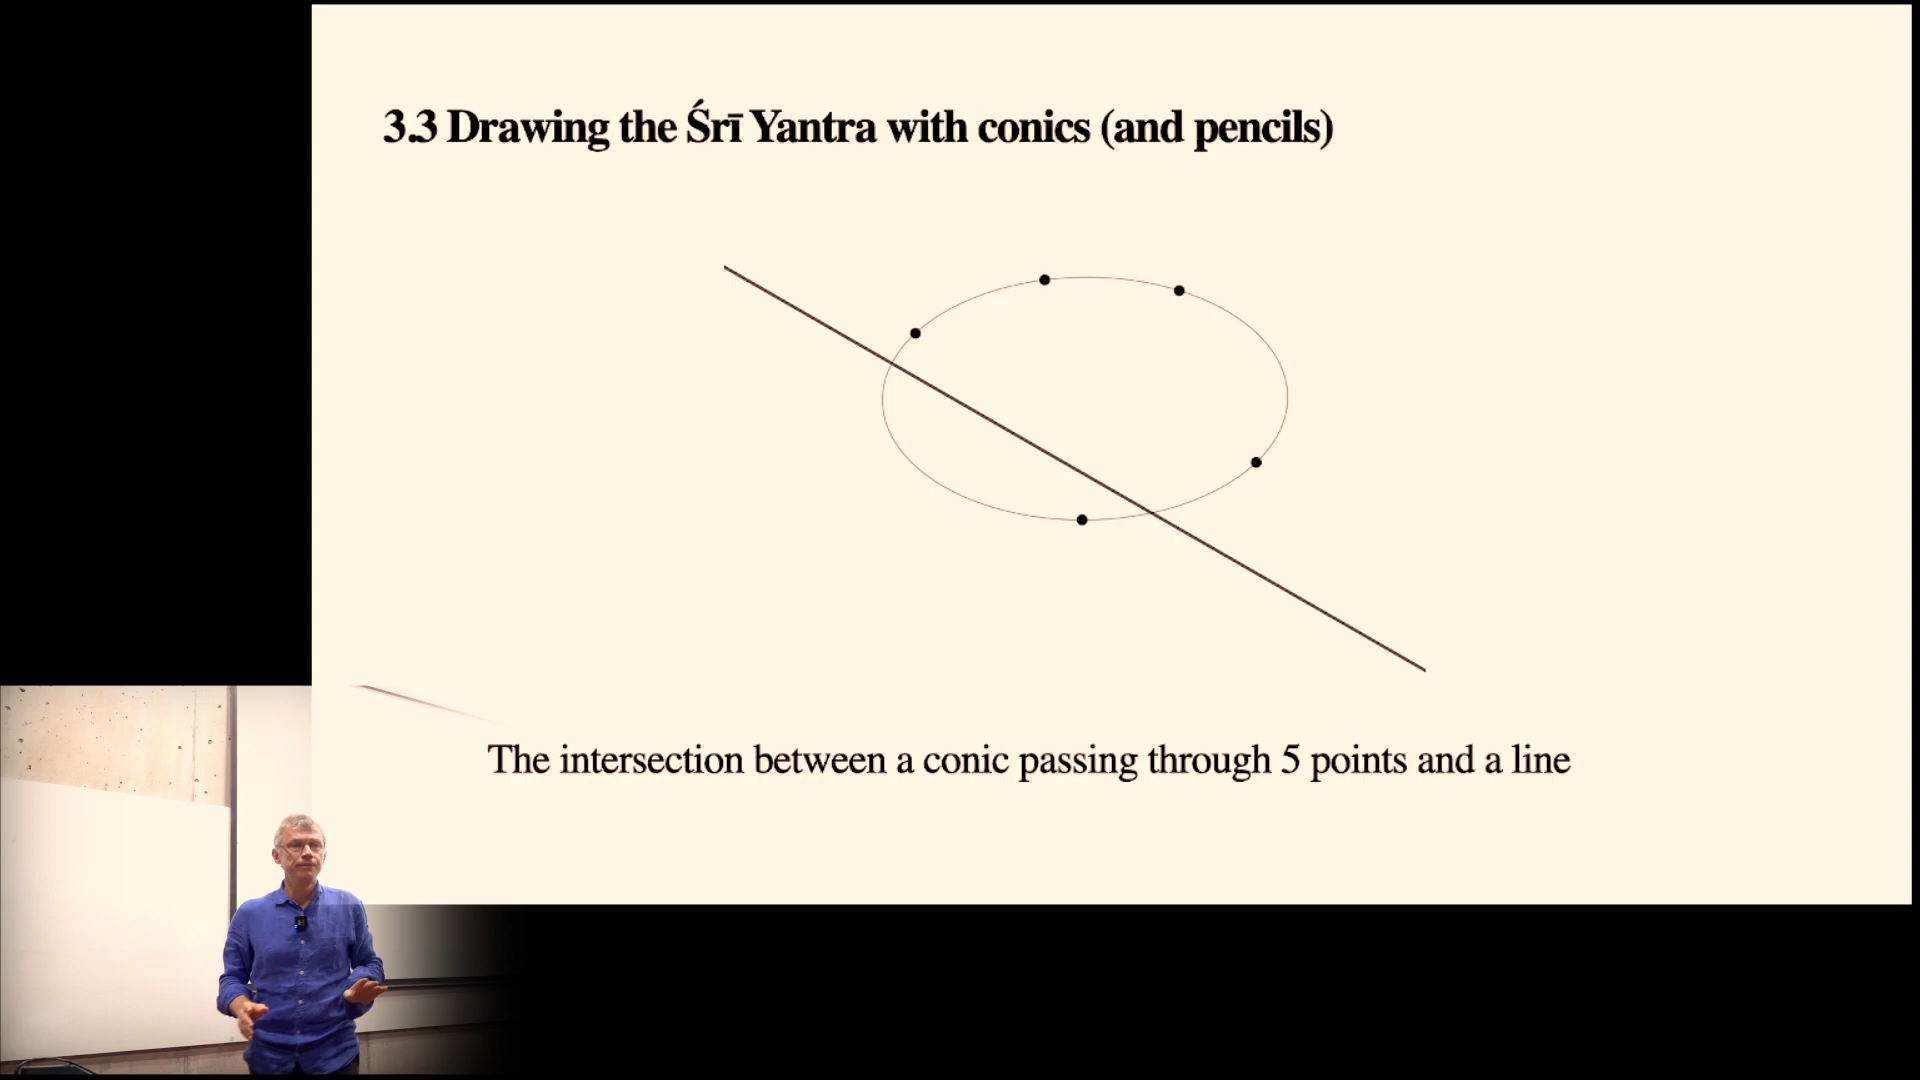 3.3 Drawing the Śrī Yantra with conics (and pencils)
The intersection between a conic passing through 5 points and a line